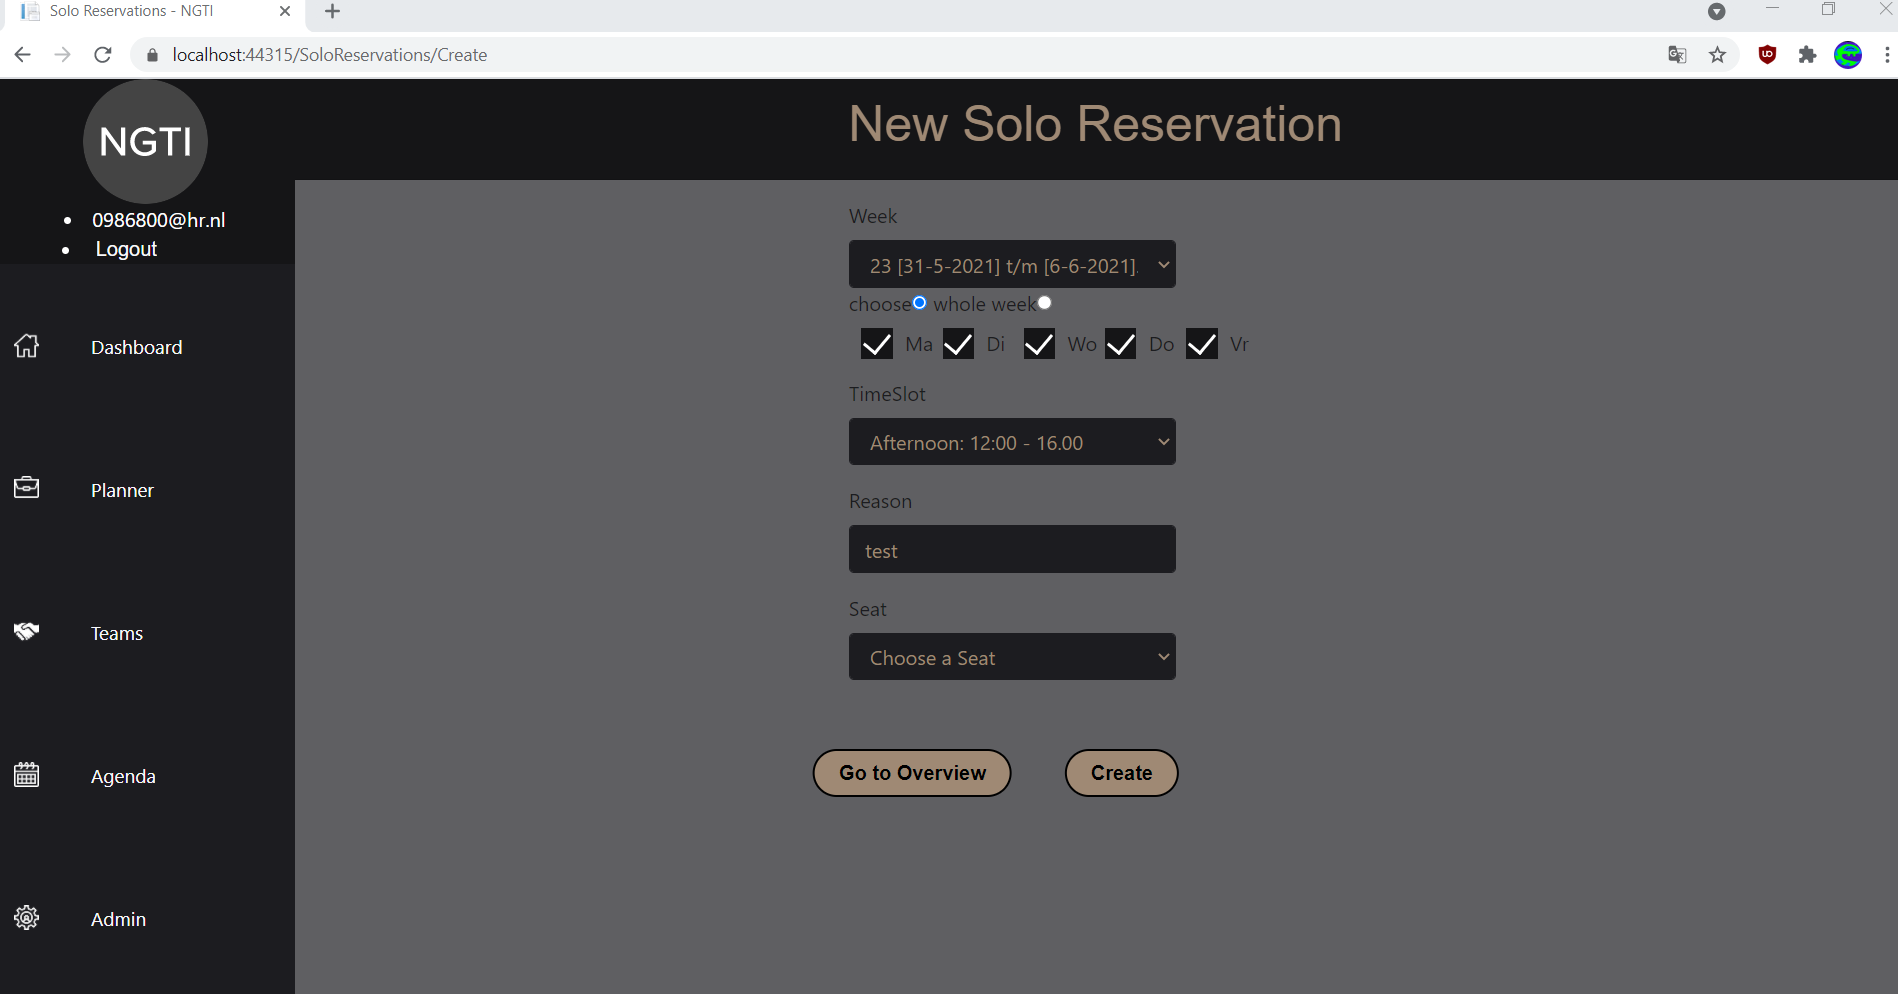 Solo Reservations - NGTI
localhost:44315/SoloReservations/Create
NGTI
0986800@hr.nl
Logout
Dashboard
Planner
Teams
Agenda
Admin
New Solo Reservation
Week
23 [31-5-2021] t/m [6-6-2021].
choose whole week
Ma Di Wo Do Vr
TimeSlot
Afternoon: 12:00 - 16.00
Reason
test
Seat
Choose a Seat
Go to Overview Create